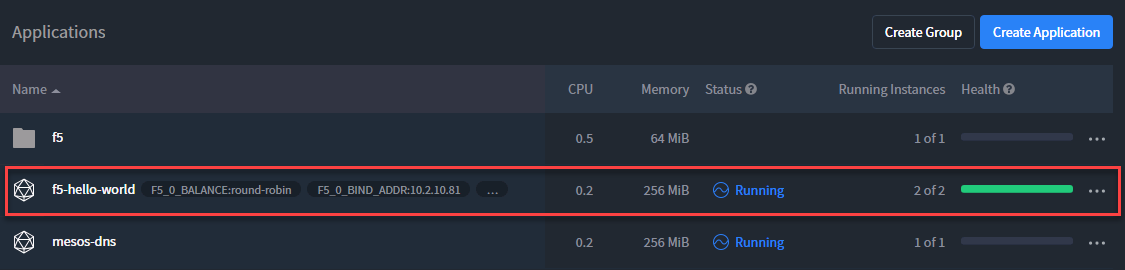 Applications Create Group Create Application
Name CPU Memory Status Running Instances Health
f5 0.5 64 MiB 1 of 1 ...
f5-hello-world F5_0_BALANCE:round-robin F5_0_BIND_ADDR:10.2.10.81 ... 0.2 256 MiB Running 2 of 2 ...
mesos-dns 0.2 256 MiB Running 1 of 1 ...